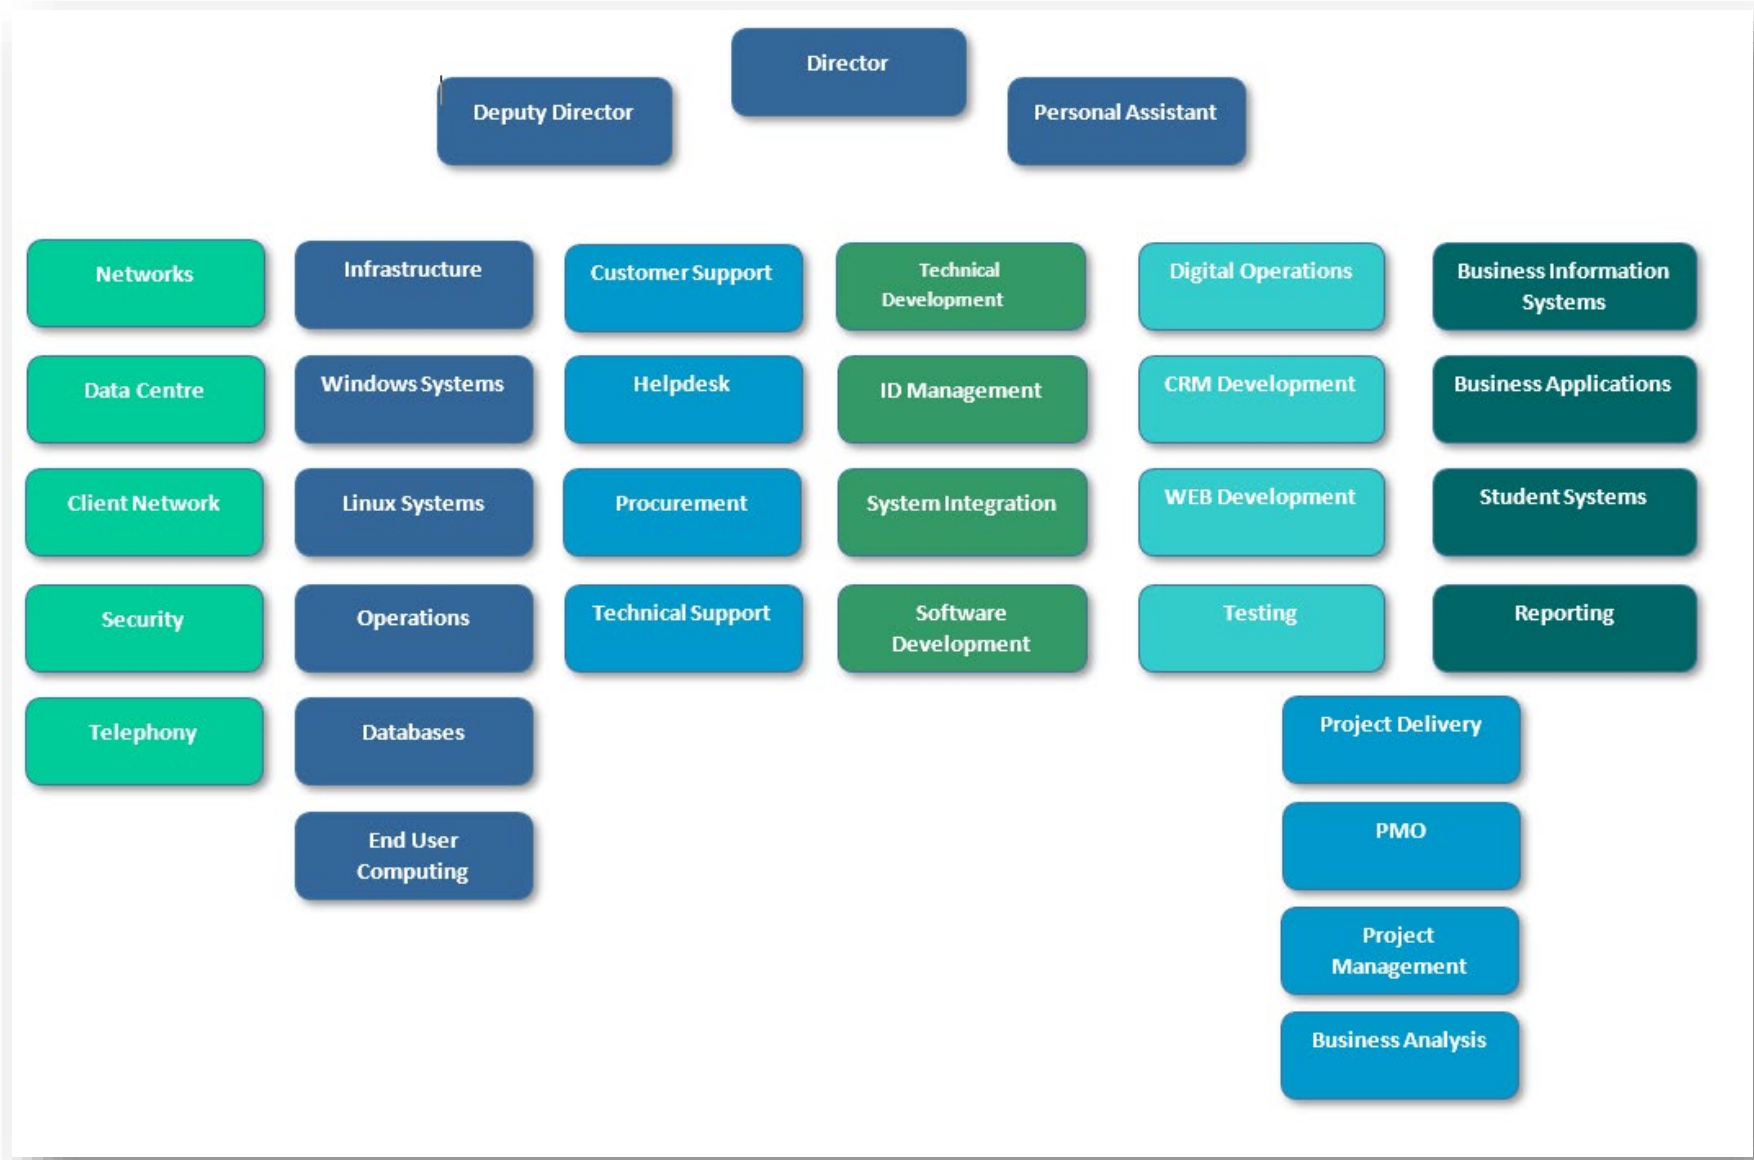 Director
Deputy Director
Personal Assistant
Networks
Infrastructure
Customer Support
Technical
Development
Digital Operations
Business Information
Systems
Data Centre
Windows Systems
Helpdesk
ID Management
CRM Development
Business Applications
Client Network
Linux Systems
Procurement
System Integration
WEB Development
Student Systems
Security
Operations
Technical Support
Software
Development
Testing
Reporting
Telephony
Databases
Project Delivery
End User
Computing
PMO
Project
Management
Business Analysis